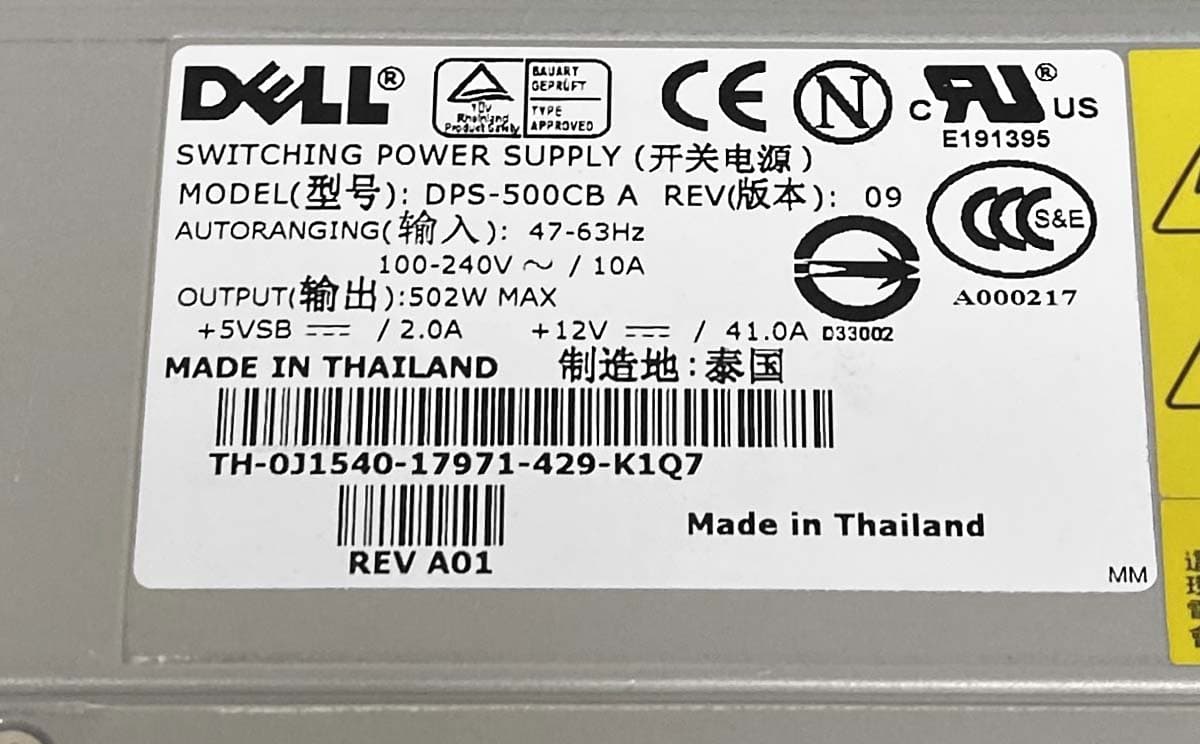 DELL®
TÜV
Rheinland
Product Safety
BAUART
GEPRÜFT
TYPE
APPROVED
CE
N
c RU ® US
E191395
SWITCHING POWER SUPPLY (开关电源)
MODEL(型号): DPS-500CB A REV(版本): 09
AUTORANGING(输入): 47-63Hz
100-240V ～ / 10A
CCC S&E
A000217
OUTPUT(输出):502W MAX
+5VSB ⎓ / 2.0A +12V ⎓ / 41.0A
D33002
MADE IN THAILAND 制造地:泰国
TH-0J1540-17971-429-K1Q7
REV A01
Made in Thailand
MM